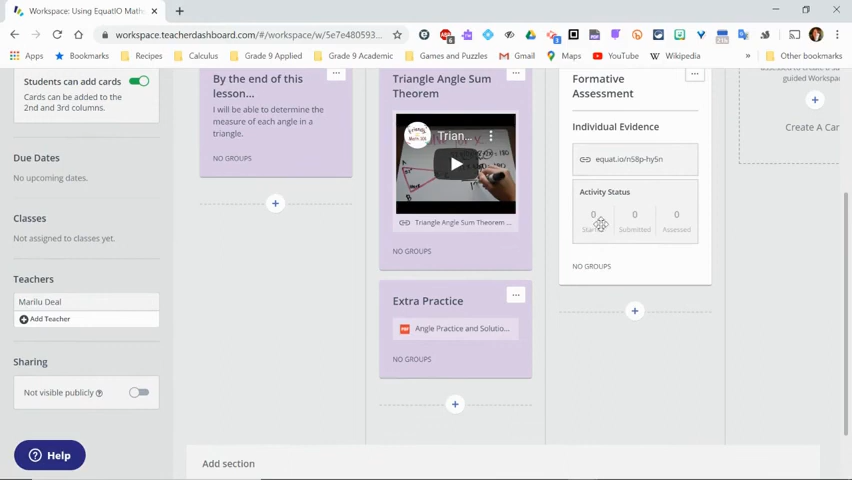 Workspace: Using EquatIO Math
workspace.teacherdashboard.com/#/workspace/w/5e7e480593...
6
Apps
Bookmarks
Recipes
Calculus
Grade 9 Applied
Grade 9 Academic
Games and Puzzles
Gmail
Maps
YouTube
Wikipedia
Other bookmarks
Students can add cards
Cards can be added to the
2nd and 3rd columns.
Due Dates
No upcoming dates.
Classes
Not assigned to classes yet.
Teachers
Marilu Deal
Add Teacher
Sharing
Not visible publicly
Help
By the end of this
lesson...
I will be able to determine the
measure of each angle in a
triangle.
NO GROUPS
Triangle Angle Sum
Theorem
Trian...
Triangle Angle Sum Theorem ...
NO GROUPS
Extra Practice
PDF
Angle Practice and Solutio...
NO GROUPS
Formative
Assessment
Individual Evidence
equat.io/n58p-hy5n
Activity Status
0 0 0
Submitted Assessed
NO GROUPS
guided Workspa
Create A Car
Add section